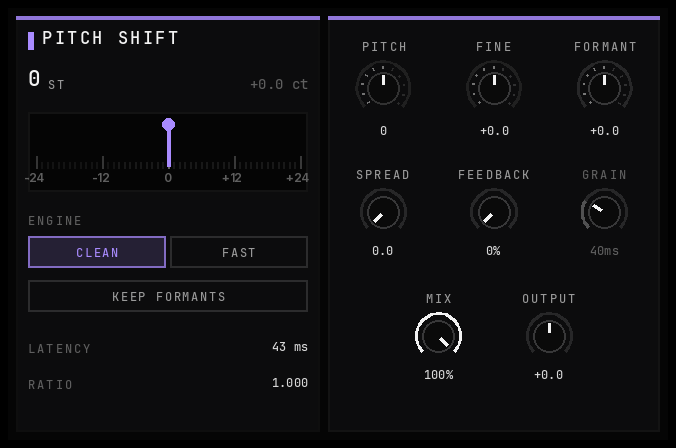 PITCH SHIFT
0 ST +0.0 ct
-24 -12 0 +12 +24
ENGINE
CLEAN FAST
KEEP FORMANTS
LATENCY 43 ms
RATIO 1.000
PITCH FINE FORMANT
0 +0.0 +0.0
SPREAD FEEDBACK GRAIN
0.0 0% 40ms
MIX OUTPUT
100% +0.0